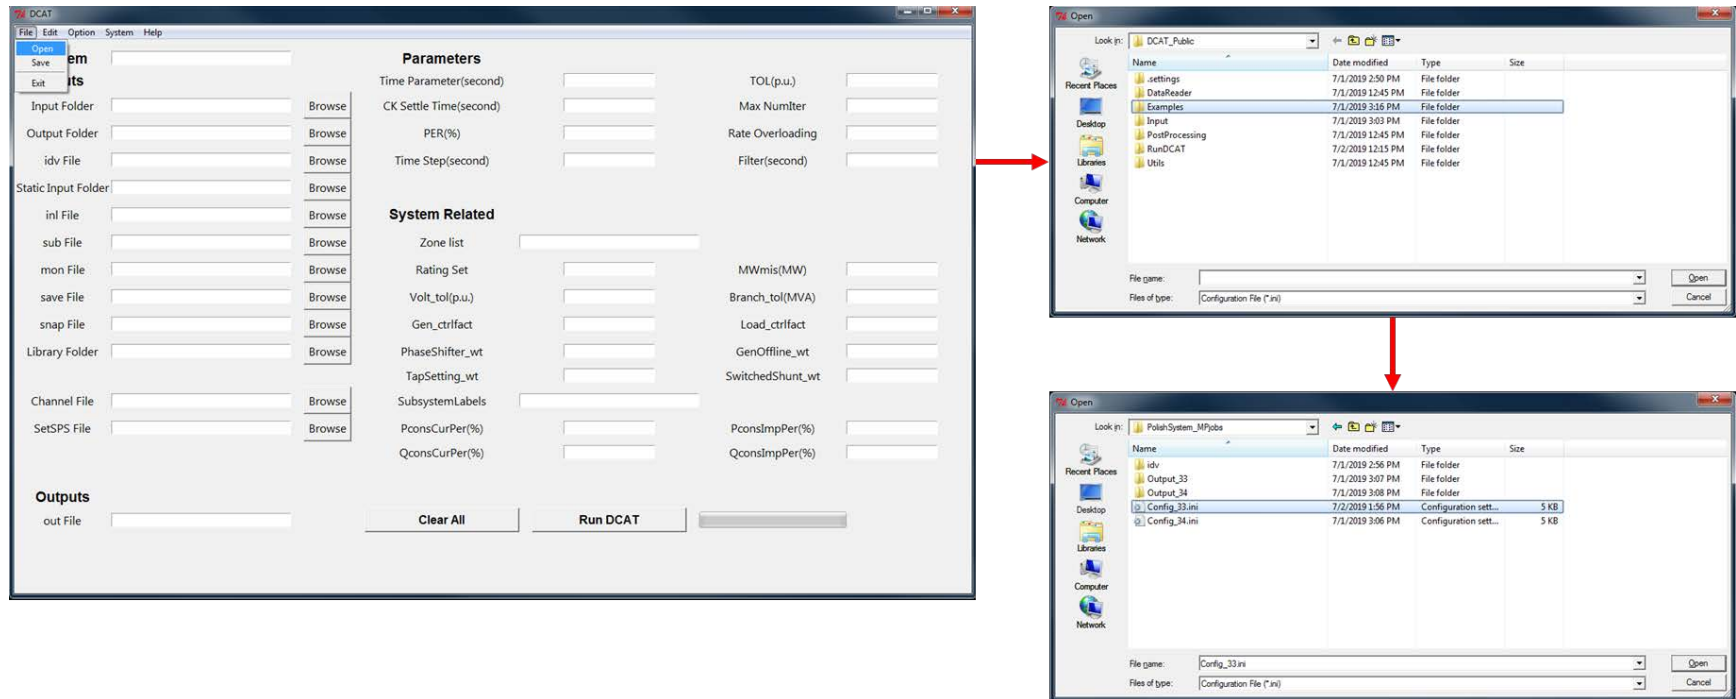 DCAT
File Edit Option System Help
Open
Save
Exit
em
uts
Input Folder Browse
Output Folder Browse
idv File Browse
Static Input Folder Browse
inl File Browse
sub File Browse
mon File Browse
save File Browse
snap File Browse
Library Folder Browse
Channel File Browse
SetSPS File Browse
Outputs
out File
Parameters
Time Parameter(second) TOL(p.u.)
CK Settle Time(second) Max NumIter
PER(%) Rate Overloading
Time Step(second) Filter(second)
System Related
Zone list
Rating Set MWmis(MW)
Volt_tol(p.u.) Branch_tol(MVA)
Gen_ctrlfact Load_ctrlfact
PhaseShifter_wt GenOffline_wt
TapSetting_wt SwitchedShunt_wt
SubsystemLabels
PconsCurPer(%) PconsImpPer(%)
QconsCurPer(%) QconsImpPer(%)
Clear All Run DCAT
Open
Look in: DCAT_Public
Recent Places
Desktop
Libraries
Computer
Network
Name Date modified Type Size
.settings 7/1/2019 2:50 PM File folder
DataReader 7/1/2019 12:45 PM File folder
Examples 7/1/2019 3:16 PM File folder
Input 7/1/2019 3:03 PM File folder
PostProcessing 7/1/2019 12:45 PM File folder
RunDCAT 7/2/2019 12:15 PM File folder
Utils 7/1/2019 12:45 PM File folder
File name: Open
Files of type: Configuration File (*.ini) Cancel
Open
Look in: PolishSystem_MPjobs
Recent Places
Desktop
Libraries
Computer
Network
Name Date modified Type Size
idv 7/1/2019 2:56 PM File folder
Output_33 7/1/2019 3:07 PM File folder
Output_34 7/1/2019 3:08 PM File folder
Config_33.ini 7/2/2019 1:56 PM Configuration sett... 5 KB
Config_34.ini 7/1/2019 3:06 PM Configuration sett... 5 KB
File name: Config_33.ini Open
Files of type: Configuration File (*.ini) Cancel